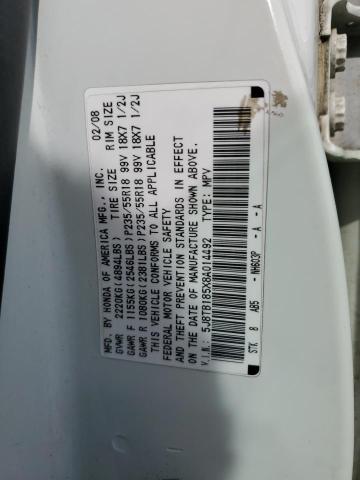 MFD. BY HONDA OF AMERICA MFG., INC. 02/08
GVWR 2220KG(4894LBS) TIRE SIZE RIM SIZE
GAWR F 1155KG(2546LBS)P235/55R18 99V 18X7 1/2J
GAWR R 1080KG(2381LBS)P235/55R18 99V 18X7 1/2J
THIS VEHICLE CONFORMS TO ALL APPLICABLE
FEDERAL MOTOR VEHICLE SAFETY
AND THEFT PREVENTION STANDARDS IN EFFECT
ON THE DATE OF MANUFACTURE SHOWN ABOVE.
V.I.N.: 5J8TB185X8A014492 TYPE: MPV
STK 8 AB5 - NH603P - A - A